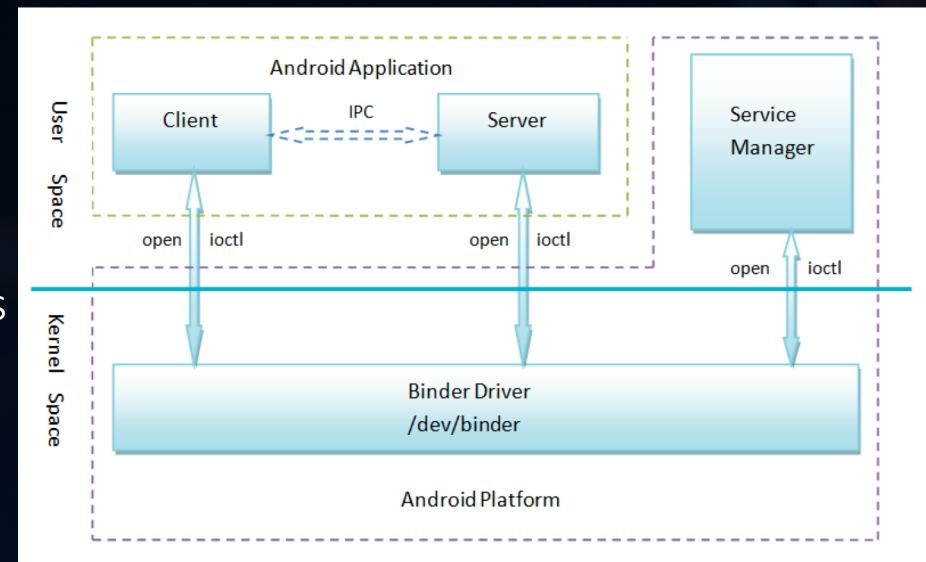 Android Application
Client
IPC
Server
Service
Manager
User Space
open ioctl
open ioctl
open ioctl
s
Kernel Space
Binder Driver
/dev/binder
Android Platform